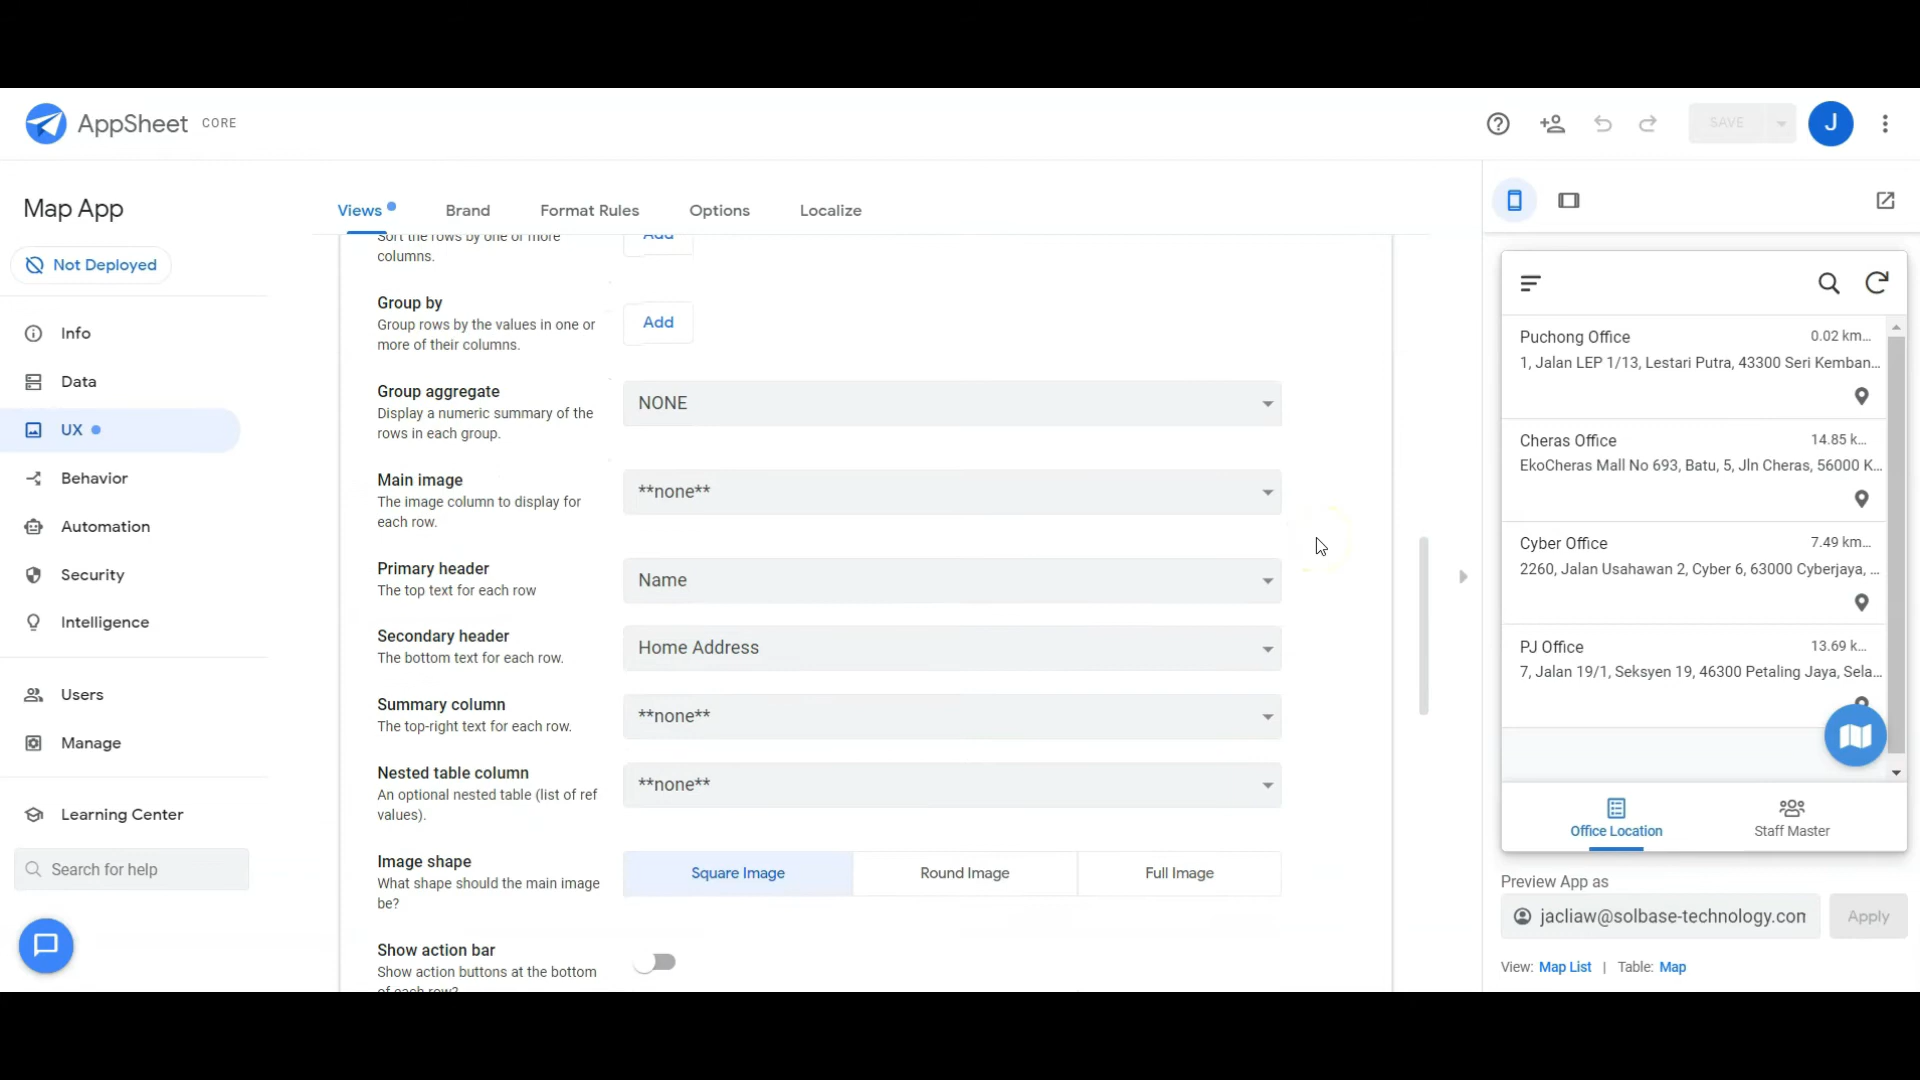 AppSheet CORE
SAVE
J
Map App
Not Deployed
Info
Data
UX
Behavior
Automation
Security
Intelligence
Users
Manage
Learning Center
Search for help
Views
Brand
Format Rules
Options
Localize
Sort the rows by one or more
columns.
Add
Group by
Group rows by the values in one or
more of their columns.
Add
Group aggregate
Display a numeric summary of the
rows in each group.
NONE
Main image
The image column to display for
each row.
**none**
Primary header
The top text for each row
Name
Secondary header
The bottom text for each row.
Home Address
Summary column
The top-right text for each row.
**none**
Nested table column
An optional nested table (list of ref
values).
**none**
Image shape
What shape should the main image
be?
Square Image
Round Image
Full Image
Show action bar
Show action buttons at the bottom
of each row?
Puchong Office 0.02 km...
1, Jalan LEP 1/13, Lestari Putra, 43300 Seri Kemban...
Cheras Office 14.85 k...
EkoCheras Mall No 693, Batu, 5, Jln Cheras, 56000 K...
Cyber Office 7.49 km...
2260, Jalan Usahawan 2, Cyber 6, 63000 Cyberjaya, ...
PJ Office 13.69 k...
7, Jalan 19/1, Seksyen 19, 46300 Petaling Jaya, Sela...
Office Location
Staff Master
Preview App as
jacliaw@solbase-technology.com
Apply
View: Map List | Table: Map